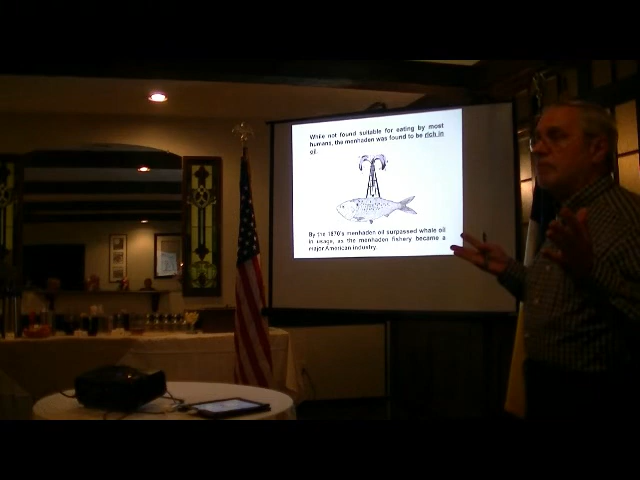 While not found suitable for eating by most
humans, the menhaden was found to be rich in
oil.
By the 1870's menhaden oil surpassed whale oil
in usage, as the menhaden fishery became a
major American industry.